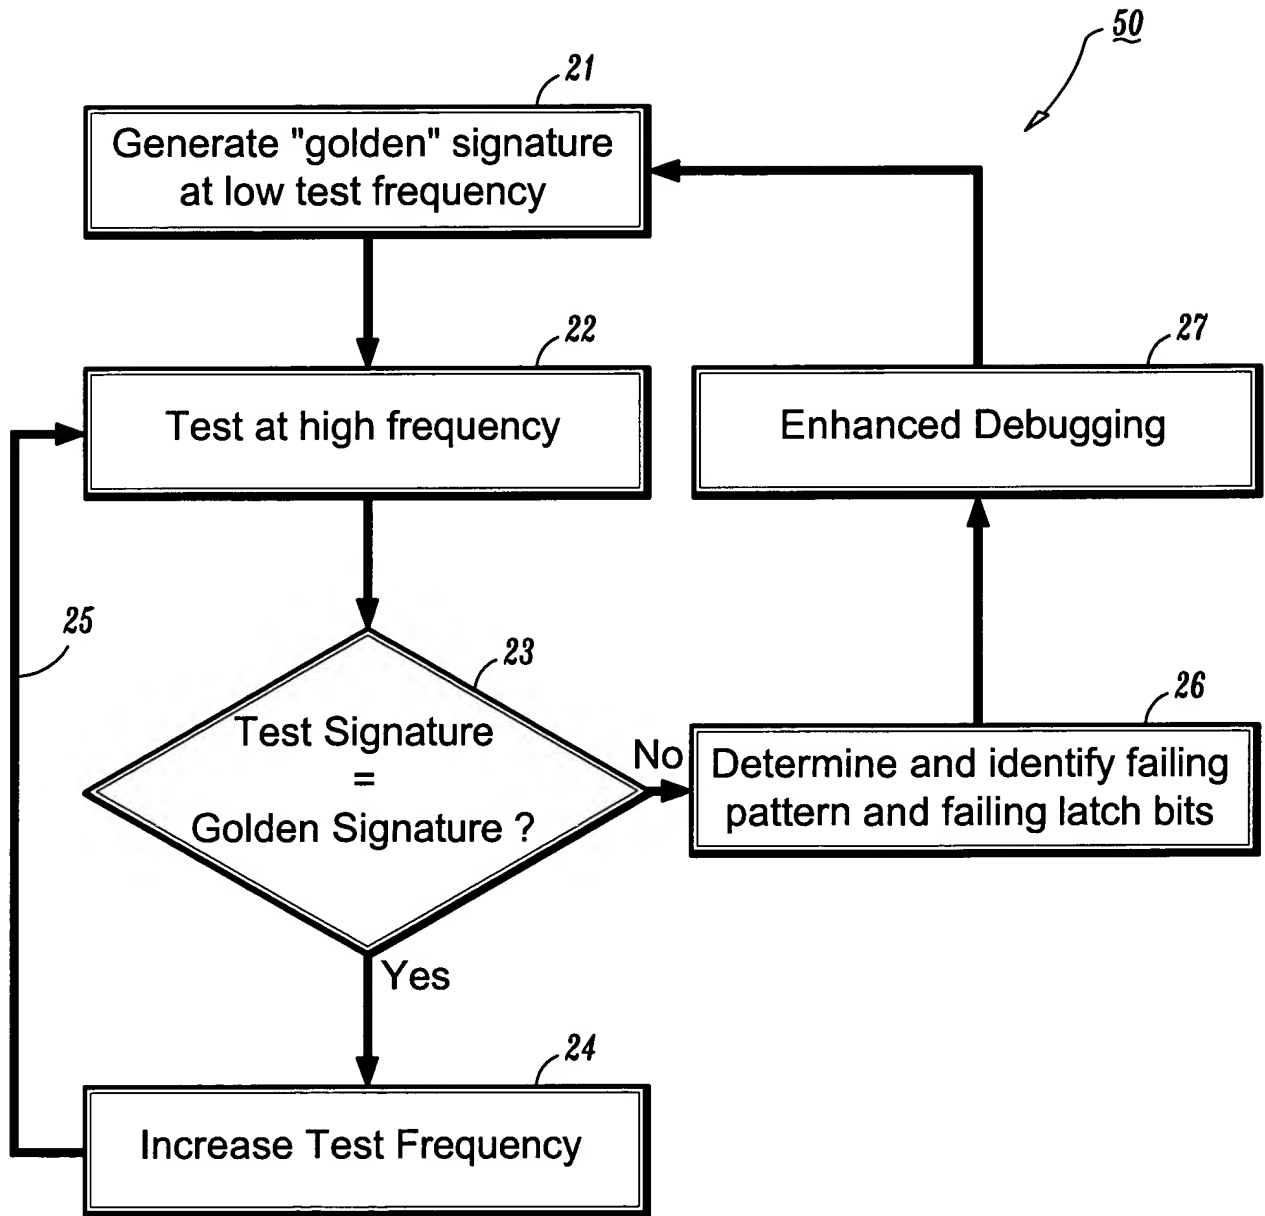 50
21
Generate "golden" signature
at low test frequency
22
Test at high frequency
27
Enhanced Debugging
25
23
Test Signature
=
Golden Signature ?
No
26
Determine and identify failing
pattern and failing latch bits
Yes
24
Increase Test Frequency